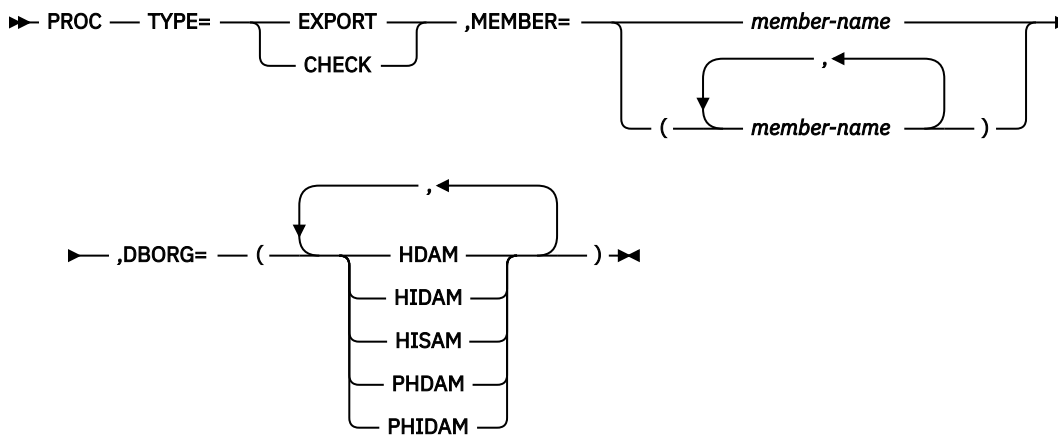 PROC TYPE= EXPORT ,MEMBER= member-name
CHECK
,
( member-name )
,
,DBORG= ( HDAM )
HIDAM
HISAM
PHDAM
PHIDAM